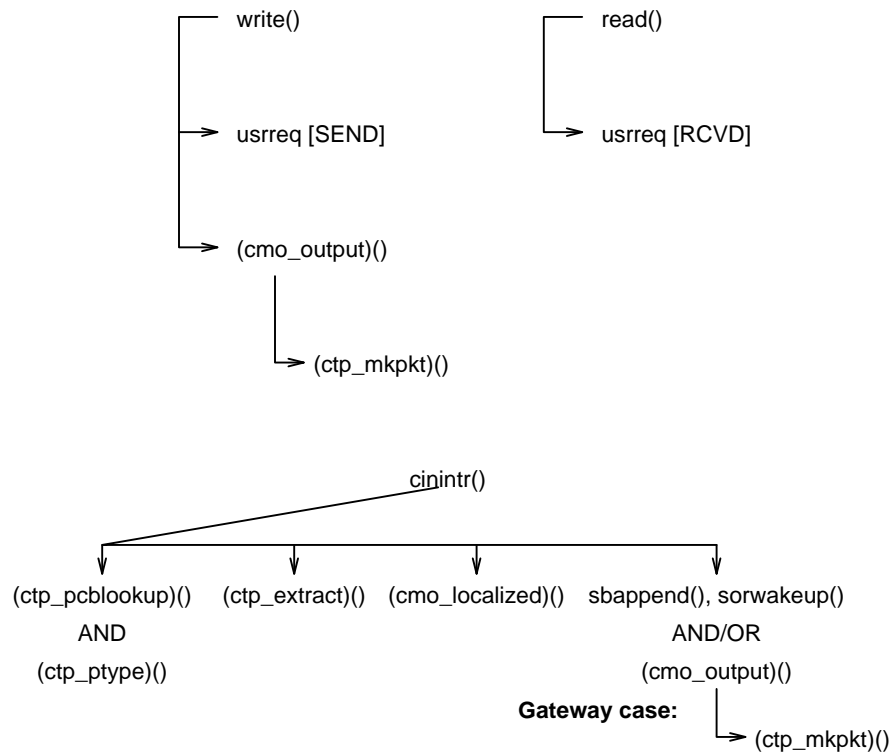 write()
read()
usrreq [SEND]
usrreq [RCVD]
(cmo_output)()
(ctp_mkpkt)()
cinintr()
(ctp_pcblookup)()
(ctp_extract)()
(cmo_localized)()
sbappend(), sorwakeup()
AND
AND/OR
(ctp_ptype)()
(cmo_output)()
Gateway case:
(ctp_mkpkt)()